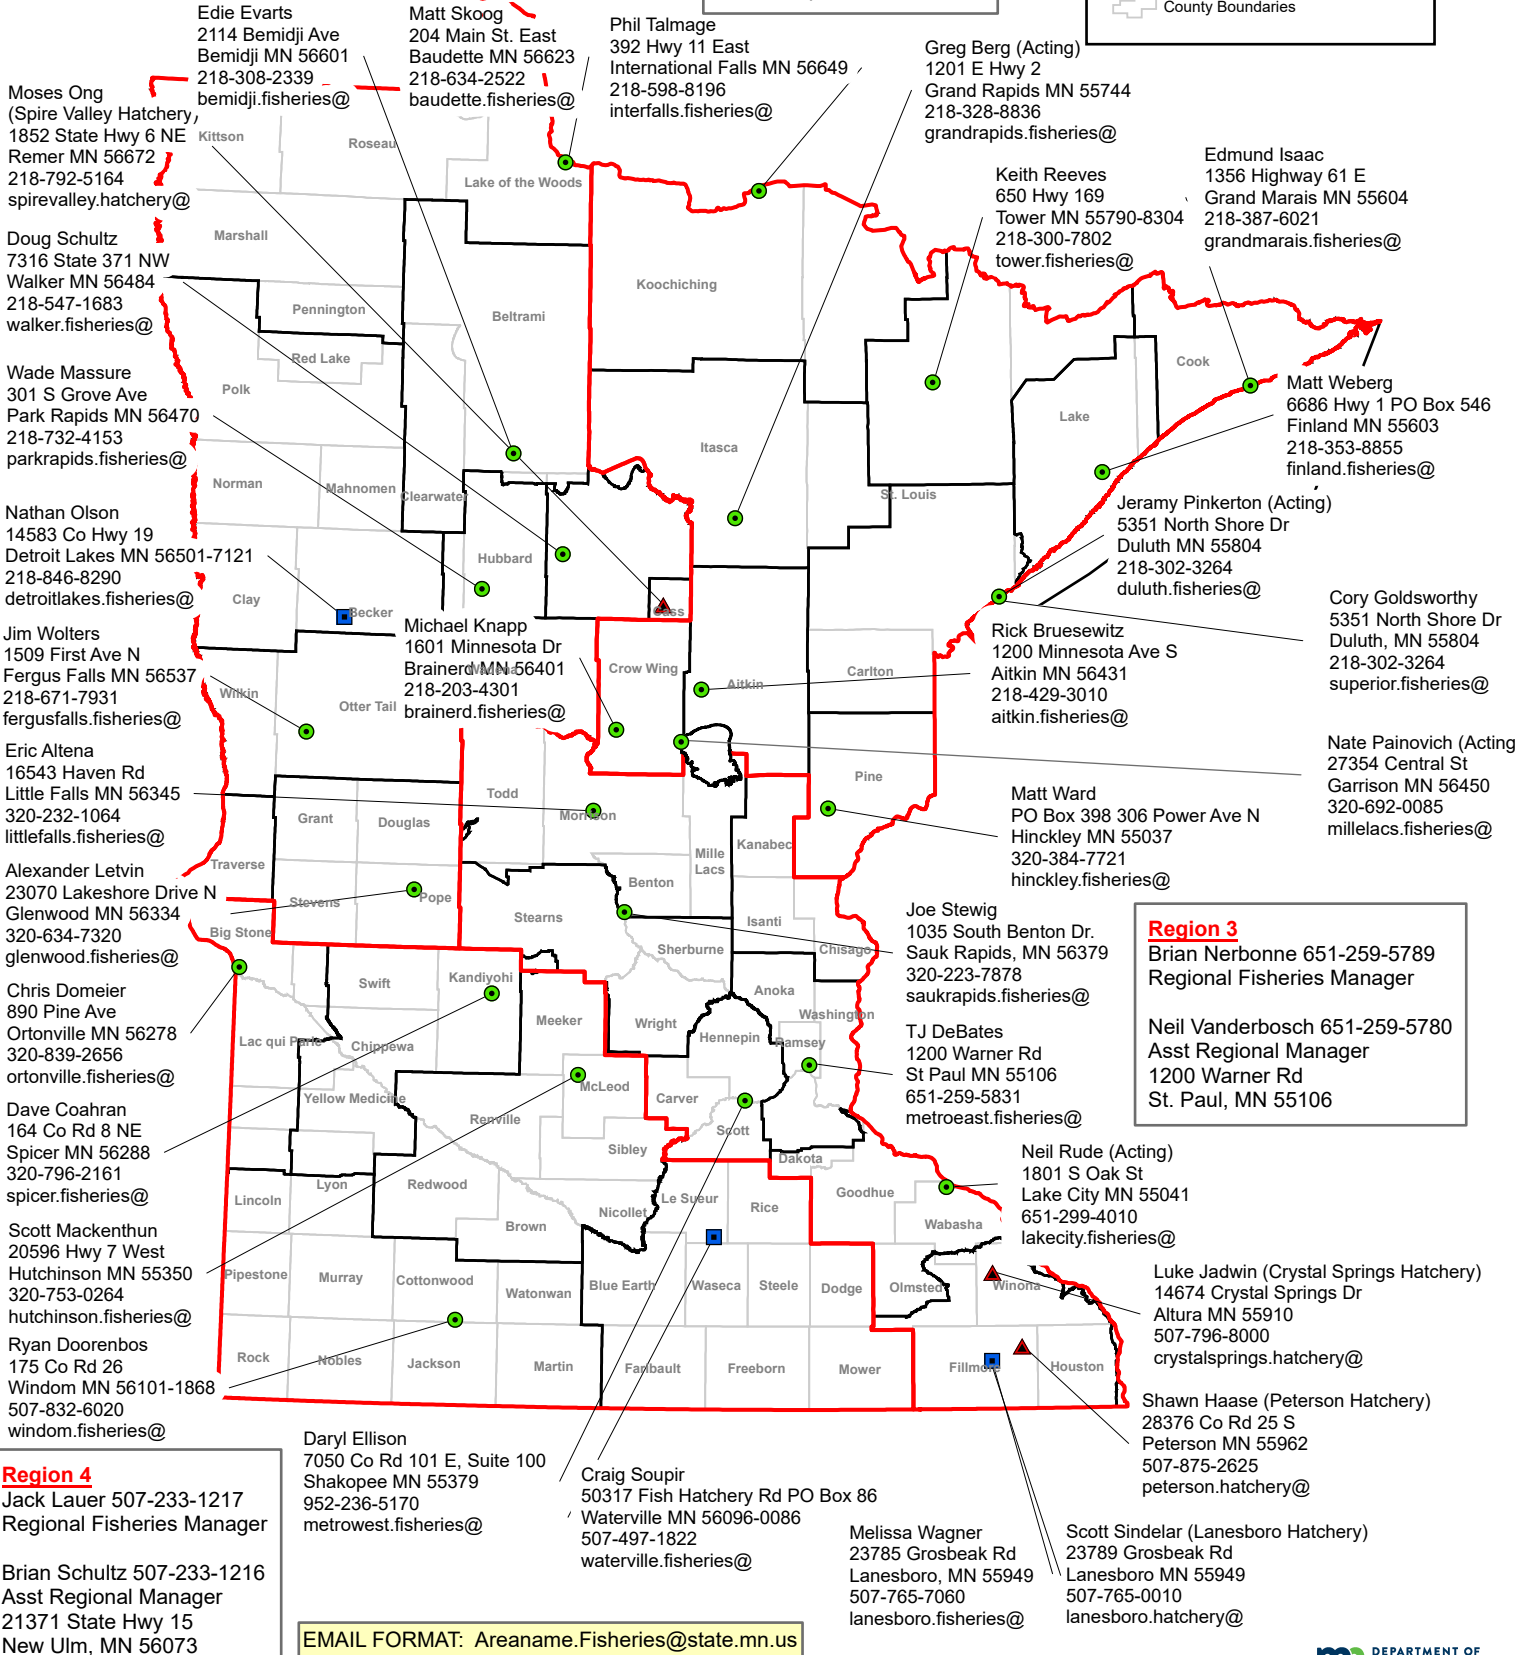 County Boundaries
Edie Evarts
2114 Bemidji Ave
Bemidji MN 56601
218-308-2339
bemidji.fisheries@
Matt Skoog
204 Main St. East
Baudette MN 56623
218-634-2522
baudette.fisheries@
Phil Talmage
392 Hwy 11 East
International Falls MN 56649
218-598-8196
interfalls.fisheries@
Greg Berg (Acting)
1201 E Hwy 2
Grand Rapids MN 55744
218-328-8836
grandrapids.fisheries@
Moses Ong
(Spire Valley Hatchery)
1852 State Hwy 6 NE
Remer MN 56672
218-792-5164
spirevalley.hatchery@
Keith Reeves
650 Hwy 169
Tower MN 55790-8304
218-300-7802
tower.fisheries@
Edmund Isaac
1356 Highway 61 E
Grand Marais MN 55604
218-387-6021
grandmarais.fisheries@
Doug Schultz
7316 State 371 NW
Walker MN 56484
218-547-1683
walker.fisheries@
Wade Massure
301 S Grove Ave
Park Rapids MN 56470
218-732-4153
parkrapids.fisheries@
Matt Weberg
6686 Hwy 1 PO Box 546
Finland MN 55603
218-353-8855
finland.fisheries@
Nathan Olson
14583 Co Hwy 19
Detroit Lakes MN 56501-7121
218-846-8290
detroitlakes.fisheries@
Jeramy Pinkerton (Acting)
5351 North Shore Dr
Duluth MN 55804
218-302-3264
duluth.fisheries@
Cory Goldsworthy
5351 North Shore Dr
Duluth, MN 55804
218-302-3264
superior.fisheries@
Jim Wolters
1509 First Ave N
Fergus Falls MN 56537
218-671-7931
fergusfalls.fisheries@
Michael Knapp
1601 Minnesota Dr
Brainerd MN 56401
218-203-4301
brainerd.fisheries@
Rick Bruesewitz
1200 Minnesota Ave S
Aitkin MN 56431
218-429-3010
aitkin.fisheries@
Eric Altena
16543 Haven Rd
Little Falls MN 56345
320-232-1064
littlefalls.fisheries@
Nate Painovich (Acting
27354 Central St
Garrison MN 56450
320-692-0085
millelacs.fisheries@
Matt Ward
PO Box 398 306 Power Ave N
Hinckley MN 55037
320-384-7721
hinckley.fisheries@
Alexander Letvin
23070 Lakeshore Drive N
Glenwood MN 56334
320-634-7320
glenwood.fisheries@
Joe Stewig
1035 South Benton Dr.
Sauk Rapids, MN 56379
320-223-7878
saukrapids.fisheries@
Region 3
Brian Nerbonne 651-259-5789
Regional Fisheries Manager
Neil Vanderbosch 651-259-5780
Asst Regional Manager
1200 Warner Rd
St. Paul, MN 55106
Chris Domeier
890 Pine Ave
Ortonville MN 56278
320-839-2656
ortonville.fisheries@
TJ DeBates
1200 Warner Rd
St Paul MN 55106
651-259-5831
metroeast.fisheries@
Dave Coahran
164 Co Rd 8 NE
Spicer MN 56288
320-796-2161
spicer.fisheries@
Neil Rude (Acting)
1801 S Oak St
Lake City MN 55041
651-299-4010
lakecity.fisheries@
Scott Mackenthun
20596 Hwy 7 West
Hutchinson MN 55350
320-753-0264
hutchinson.fisheries@
Luke Jadwin (Crystal Springs Hatchery)
14674 Crystal Springs Dr
Altura MN 55910
507-796-8000
crystalsprings.hatchery@
Ryan Doorenbos
175 Co Rd 26
Windom MN 56101-1868
507-832-6020
windom.fisheries@
Shawn Haase (Peterson Hatchery)
28376 Co Rd 25 S
Peterson MN 55962
507-875-2625
peterson.hatchery@
Region 4
Jack Lauer 507-233-1217
Regional Fisheries Manager
Brian Schultz 507-233-1216
Asst Regional Manager
21371 State Hwy 15
New Ulm, MN 56073
Daryl Ellison
7050 Co Rd 101 E, Suite 100
Shakopee MN 55379
952-236-5170
metrowest.fisheries@
Craig Soupir
50317 Fish Hatchery Rd PO Box 86
Waterville MN 56096-0086
507-497-1822
waterville.fisheries@
Melissa Wagner
23785 Grosbeak Rd
Lanesboro, MN 55949
507-765-7060
lanesboro.fisheries@
Scott Sindelar (Lanesboro Hatchery)
23789 Grosbeak Rd
Lanesboro MN 55949
507-765-0010
lanesboro.hatchery@
EMAIL FORMAT: Areaname.Fisheries@state.mn.us
DEPARTMENT OF
Kittson
Roseau
Lake of the Woods
Marshall
Koochiching
Pennington
Beltrami
Red Lake
Polk
Cook
Lake
Itasca
St. Louis
Norman
Mahnomen
Clearwater
Hubbard
Clay
Becker
Cass
Wadena
Crow Wing
Aitkin
Carlton
Wilkin
Otter Tail
Pine
Todd
Morrison
Grant
Douglas
Kanabec
Mille
Lacs
Traverse
Benton
Stevens
Pope
Stearns
Isanti
Big Stone
Sherburne
Chisago
Swift
Kandiyohi
Anoka
Washington
Meeker
Wright
Hennepin
Ramsey
Lac qui Parle
Chippewa
McLeod
Carver
Yellow Medicine
Renville
Scott
Sibley
Dakota
Lincoln
Lyon
Redwood
Le Sueur
Rice
Goodhue
Nicollet
Brown
Wabasha
Pipestone
Murray
Cottonwood
Watonwan
Blue Earth
Waseca
Steele
Dodge
Olmsted
Winona
Rock
Nobles
Jackson
Martin
Faribault
Freeborn
Mower
Fillmore
Houston